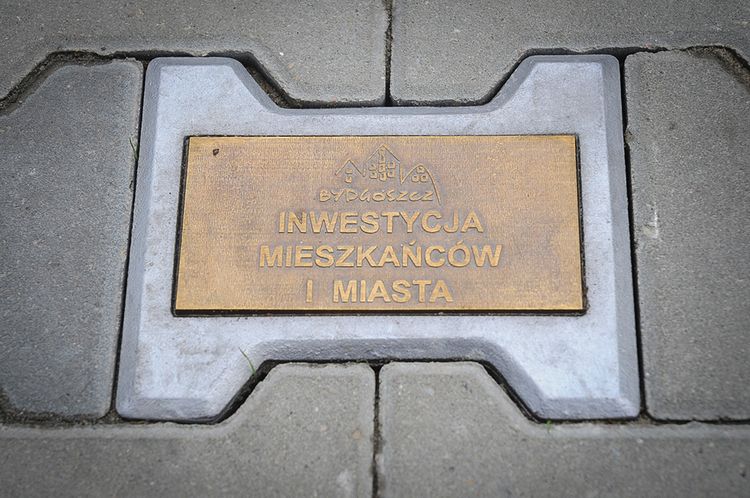 BYDGOSZCZ
INWESTYCJA
MIESZKAŃCÓW
I MIASTA